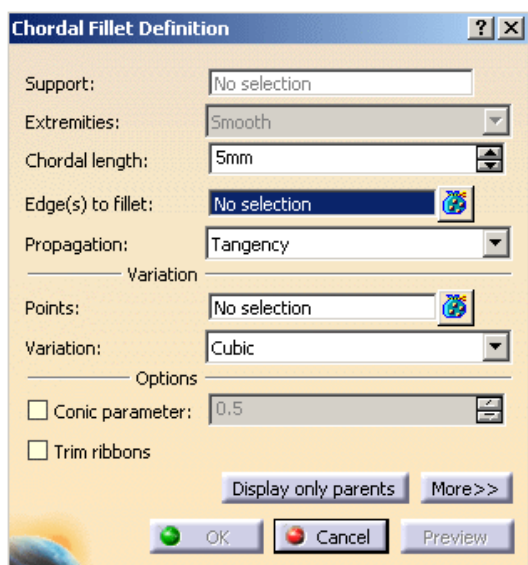 Chordal Fillet Definition ? X
Support: No selection
Extremities: Smooth
Chordal length: 5mm
Edge(s) to fillet: No selection
Propagation: Tangency
Variation
Points: No selection
Variation: Cubic
Options
Conic parameter: 0.5
Trim ribbons
Display only parents More>>
OK Cancel Preview